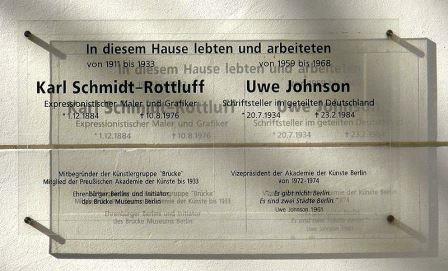 In diesem Hause lebten und arbeiteten
von 1911 bis 1933
Karl Schmidt-Rottluff
Expressionistischer Maler und Grafiker
*1.12.1884 †10.8.1976
Mitbegründer der Künstlergruppe "Brücke"
Mitglied der Preußischen Akademie der Künste bis 1933
Ehrenbürger Berlins und Initiator
des Brücke Museums Berlin
von 1959 bis 1968
Uwe Johnson
Schriftsteller im geteilten Deutschland
*20.7.1934 †23.2.1984
Vizepräsident der Akademie der Künste Berlin
von 1972-1974
"... Es gibt nicht: Berlin.
Es sind zwei Städte Berlin."
Uwe Johnson 1961